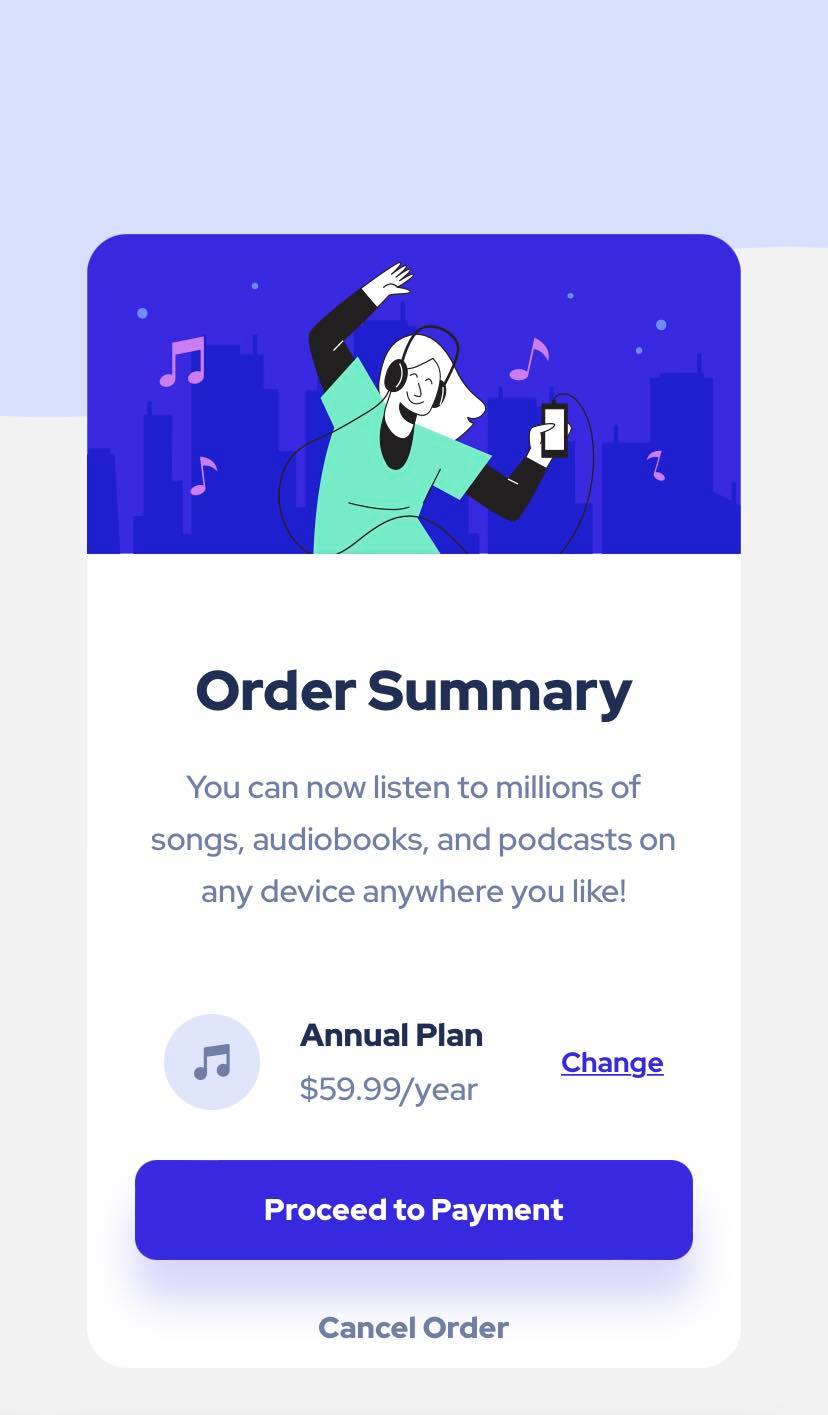 Order Summary
You can now listen to millions of
songs, audiobooks, and podcasts on
any device anywhere you like!
Annual Plan
$59.99/year
Change
Proceed to Payment
Cancel Order